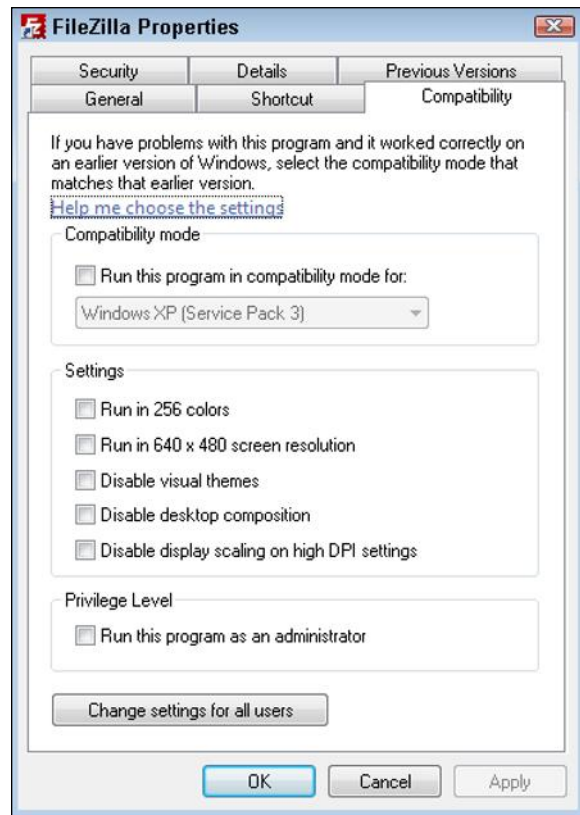 FileZilla Properties
Security Details Previous Versions
General Shortcut Compatibility
If you have problems with this program and it worked correctly on
an earlier version of Windows, select the compatibility mode that
matches that earlier version.
Help me choose the settings
Compatibility mode
Run this program in compatibility mode for:
Windows XP (Service Pack 3)
Settings
Run in 256 colors
Run in 640 x 480 screen resolution
Disable visual themes
Disable desktop composition
Disable display scaling on high DPI settings
Privilege Level
Run this program as an administrator
Change settings for all users
OK Cancel Apply